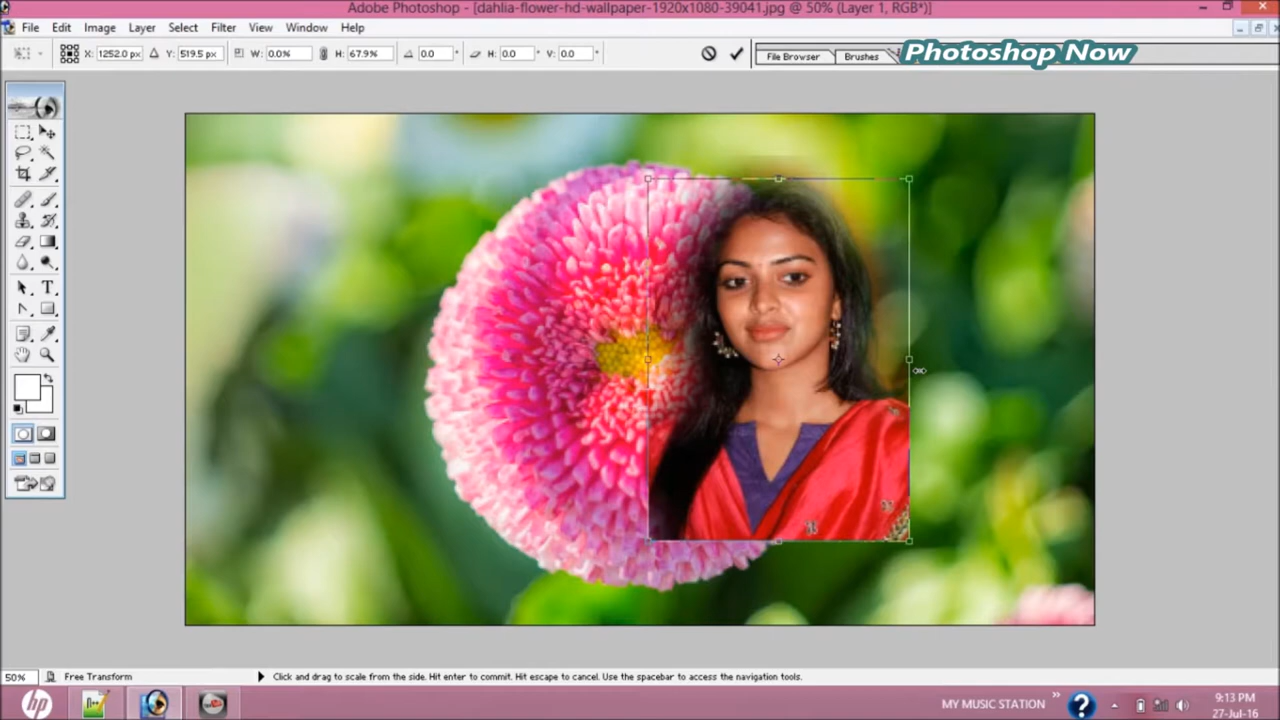 Adobe Photoshop - [dahlia-flower-hd-wallpaper-1920x1080-39041.jpg @ 50% (Layer 1, RGB*)]
File Edit Image Layer Select Filter View Window Help
X: 1252.0 px Y: 519.5 px W: 0.0% H: 67.9% 0.0 ° H: 0.0 ° V: 0.0 ° File Browser Brushes
Photoshop Now
T
50% Free Transform Click and drag to scale from the side. Hit enter to commit. Hit escape to cancel. Use the spacebar to access the navigation tools.
hp MY MUSIC STATION » ? 9:13 PM
27-Jul-16